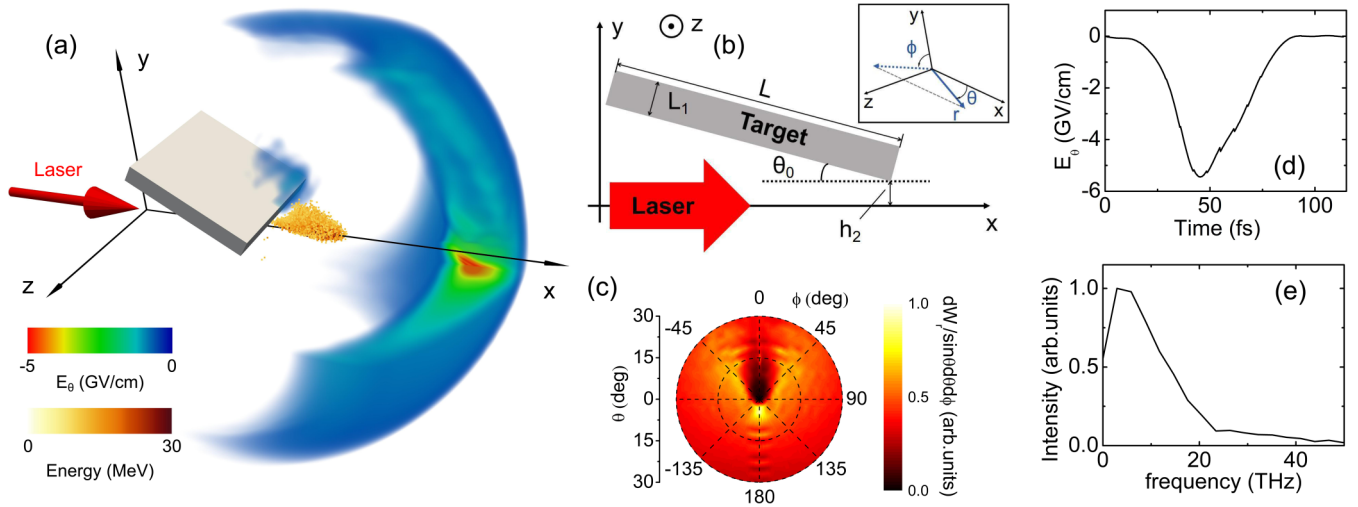 (a)
y
Laser
z
x
-5
0
E_θ (GV/cm)
0
30
Energy (MeV)
y
z
(b)
L
L₁
Target
θ₀
Laser
h₂
x
y
ϕ
z
θ
r
x
(c)
0
ϕ (deg)
30
15
0
15
30
θ (deg)
-45
45
90
-135
135
180
1.0
0.5
0.0
dW_r/sinθdθdϕ (arb.units)
0
-2
-4
-6
E_θ (GV/cm)
(d)
0
50
100
Time (fs)
1.0
0.5
0.0
Intensity (arb.units)
(e)
0
20
40
frequency (THz)